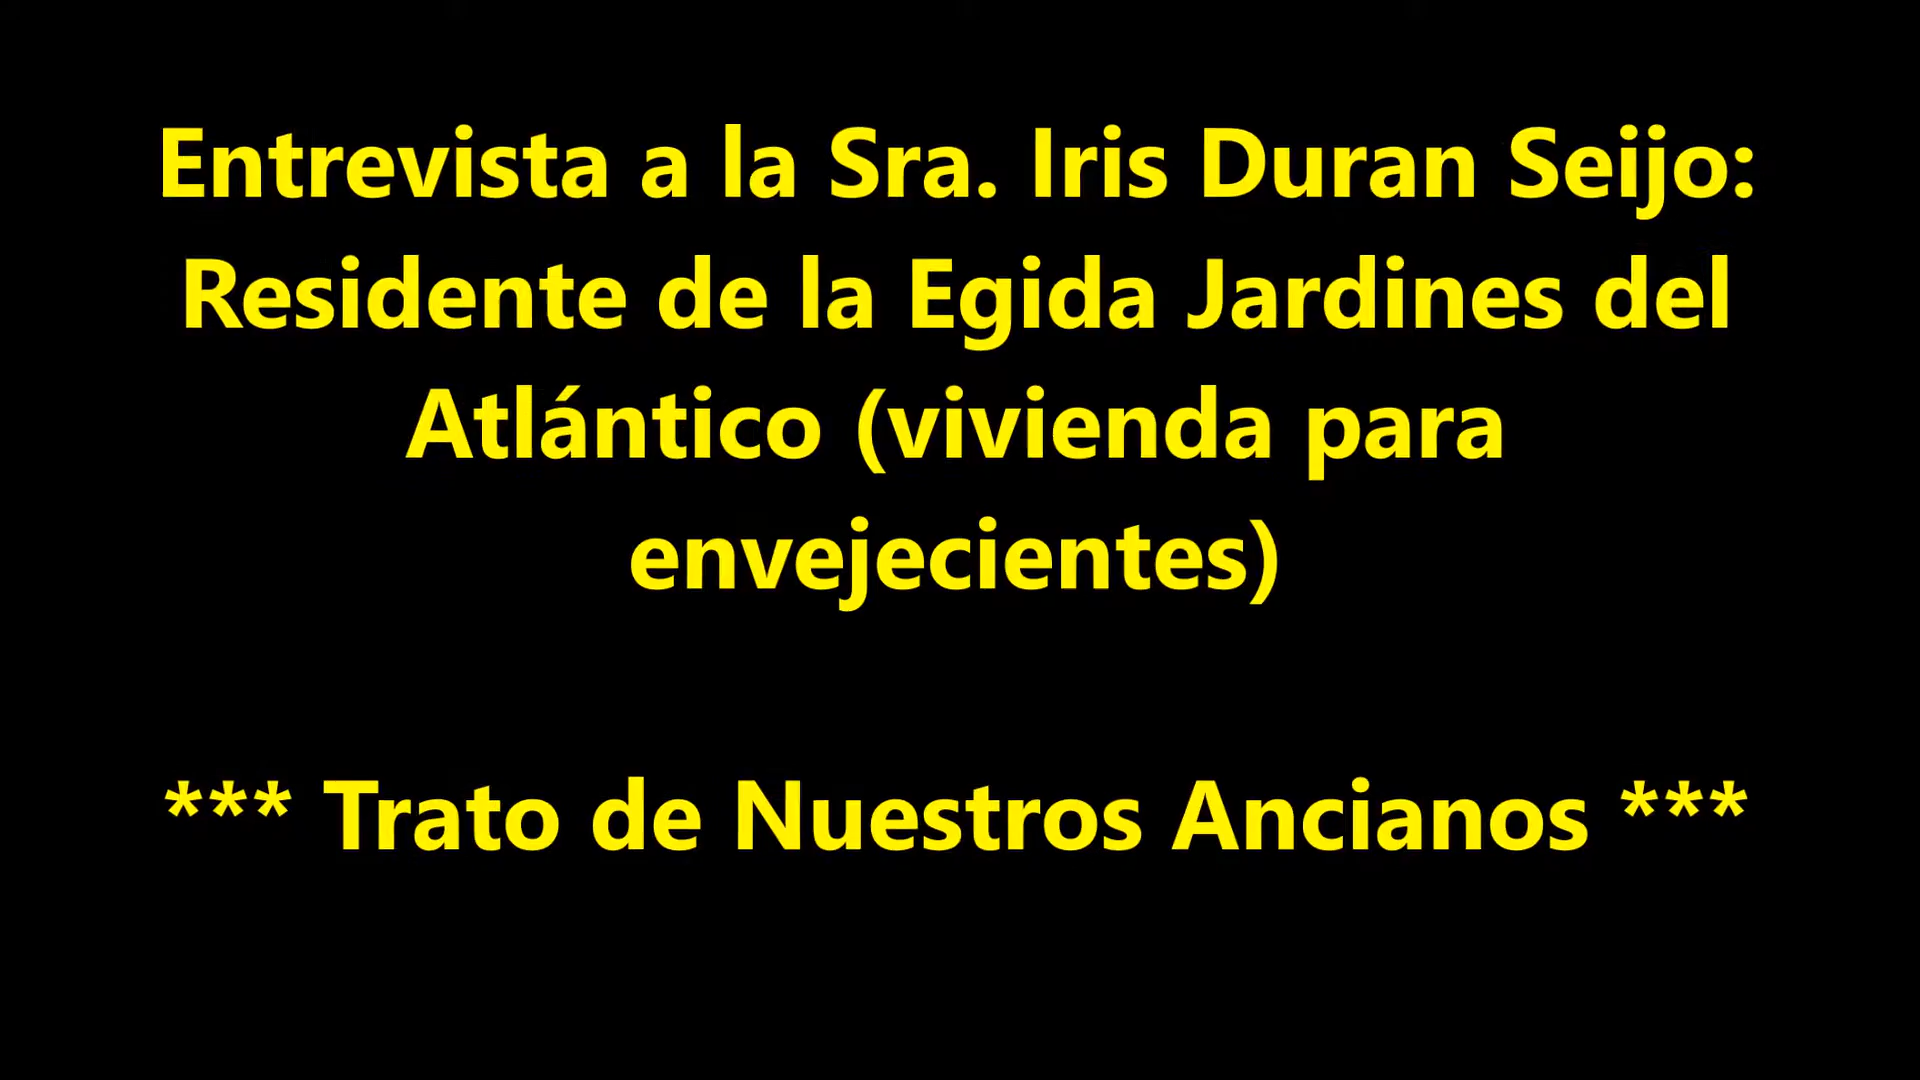 Entrevista a la Sra. Iris Duran Seijo:
Residente de la Egida Jardines del
Atlántico (vivienda para
envejecientes)
*** Trato de Nuestros Ancianos ***